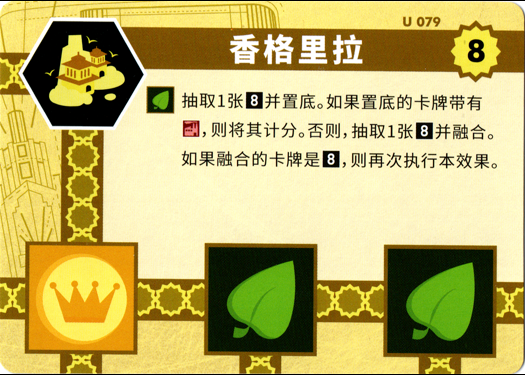 U 079
香格里拉
8
抽取1张8并置底。如果置底的卡牌带有
，则将其计分。否则，抽取1张8并融合。
如果融合的卡牌是8，则再次执行本效果。